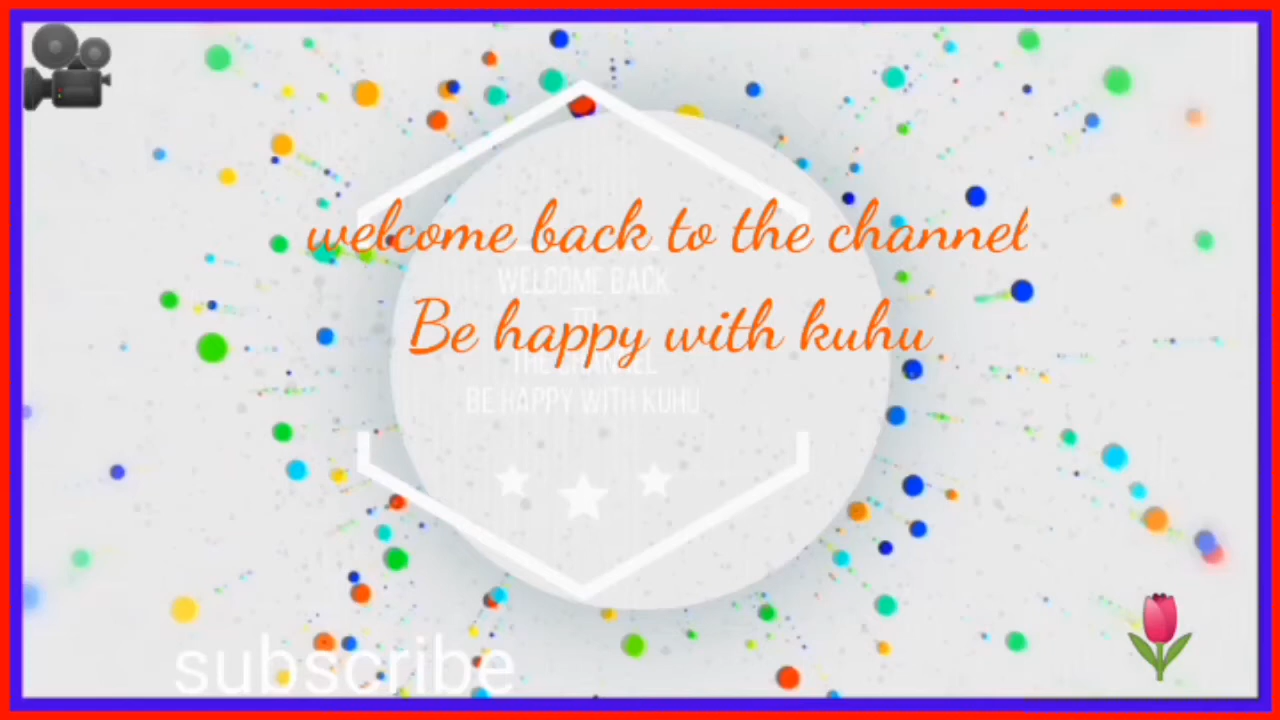 welcome back to the channel
Be happy with kuhu
WELCOME BACK
TO
THE CHANNEL
BE HAPPY WITH KUHU
subscribe